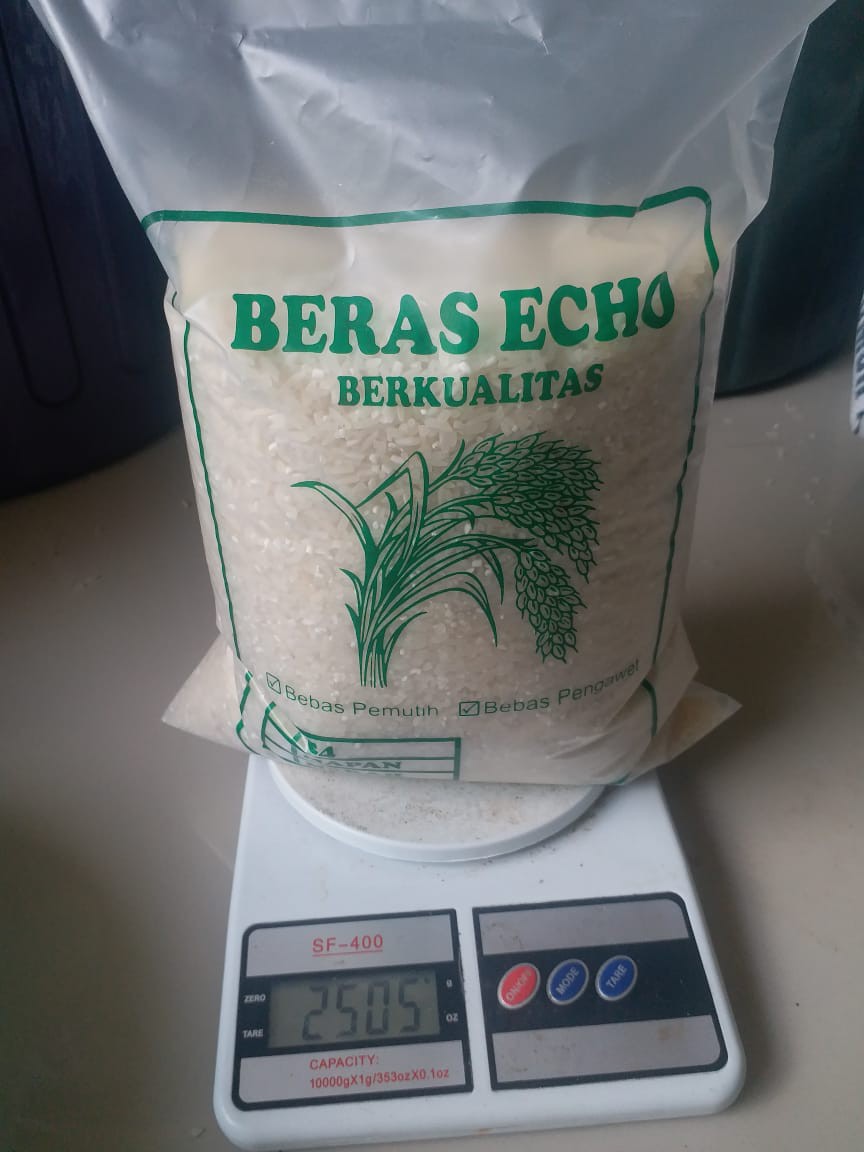 BERAS ECHO
BERKUALITAS
☑ Bebas Pemutih ☑ Bebas Pengawet
SF-400
ON/OFF MODE TARE
ZERO
TARE
2505
g
OZ
CAPACITY:
10000gX1g/353ozX0.1oz